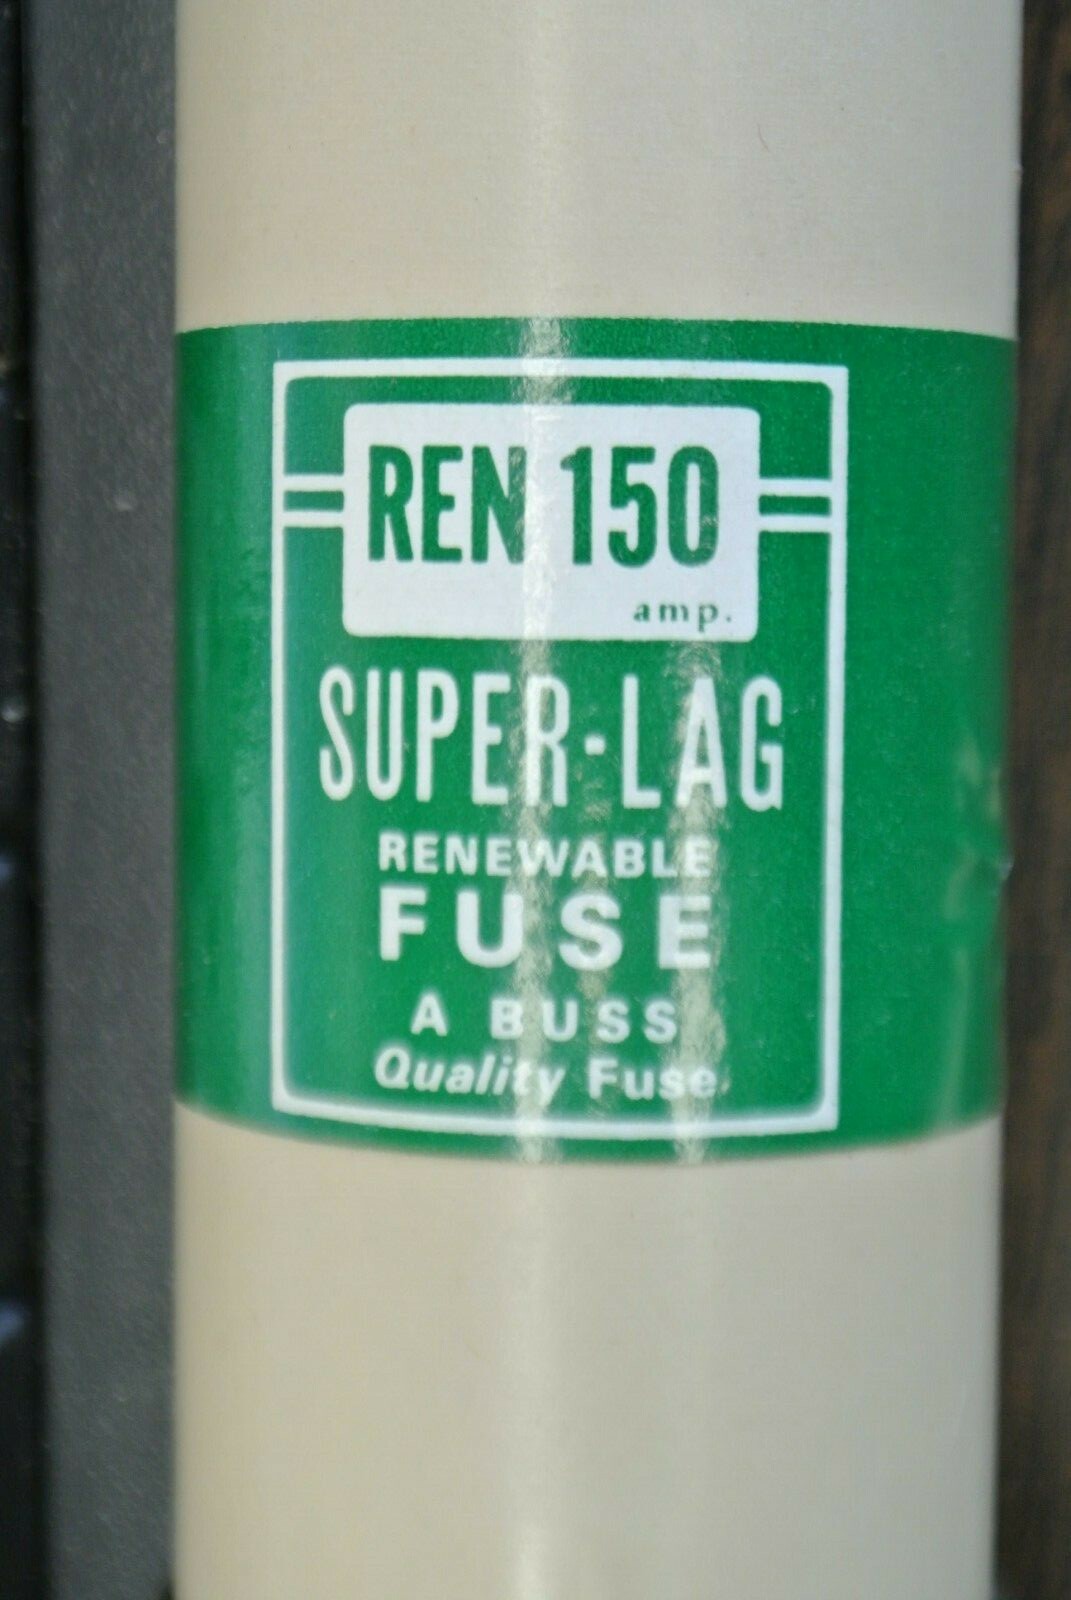 REN 150
amp.
SUPER-LAG
RENEWABLE
FUSE
A BUSS
Quality Fuse